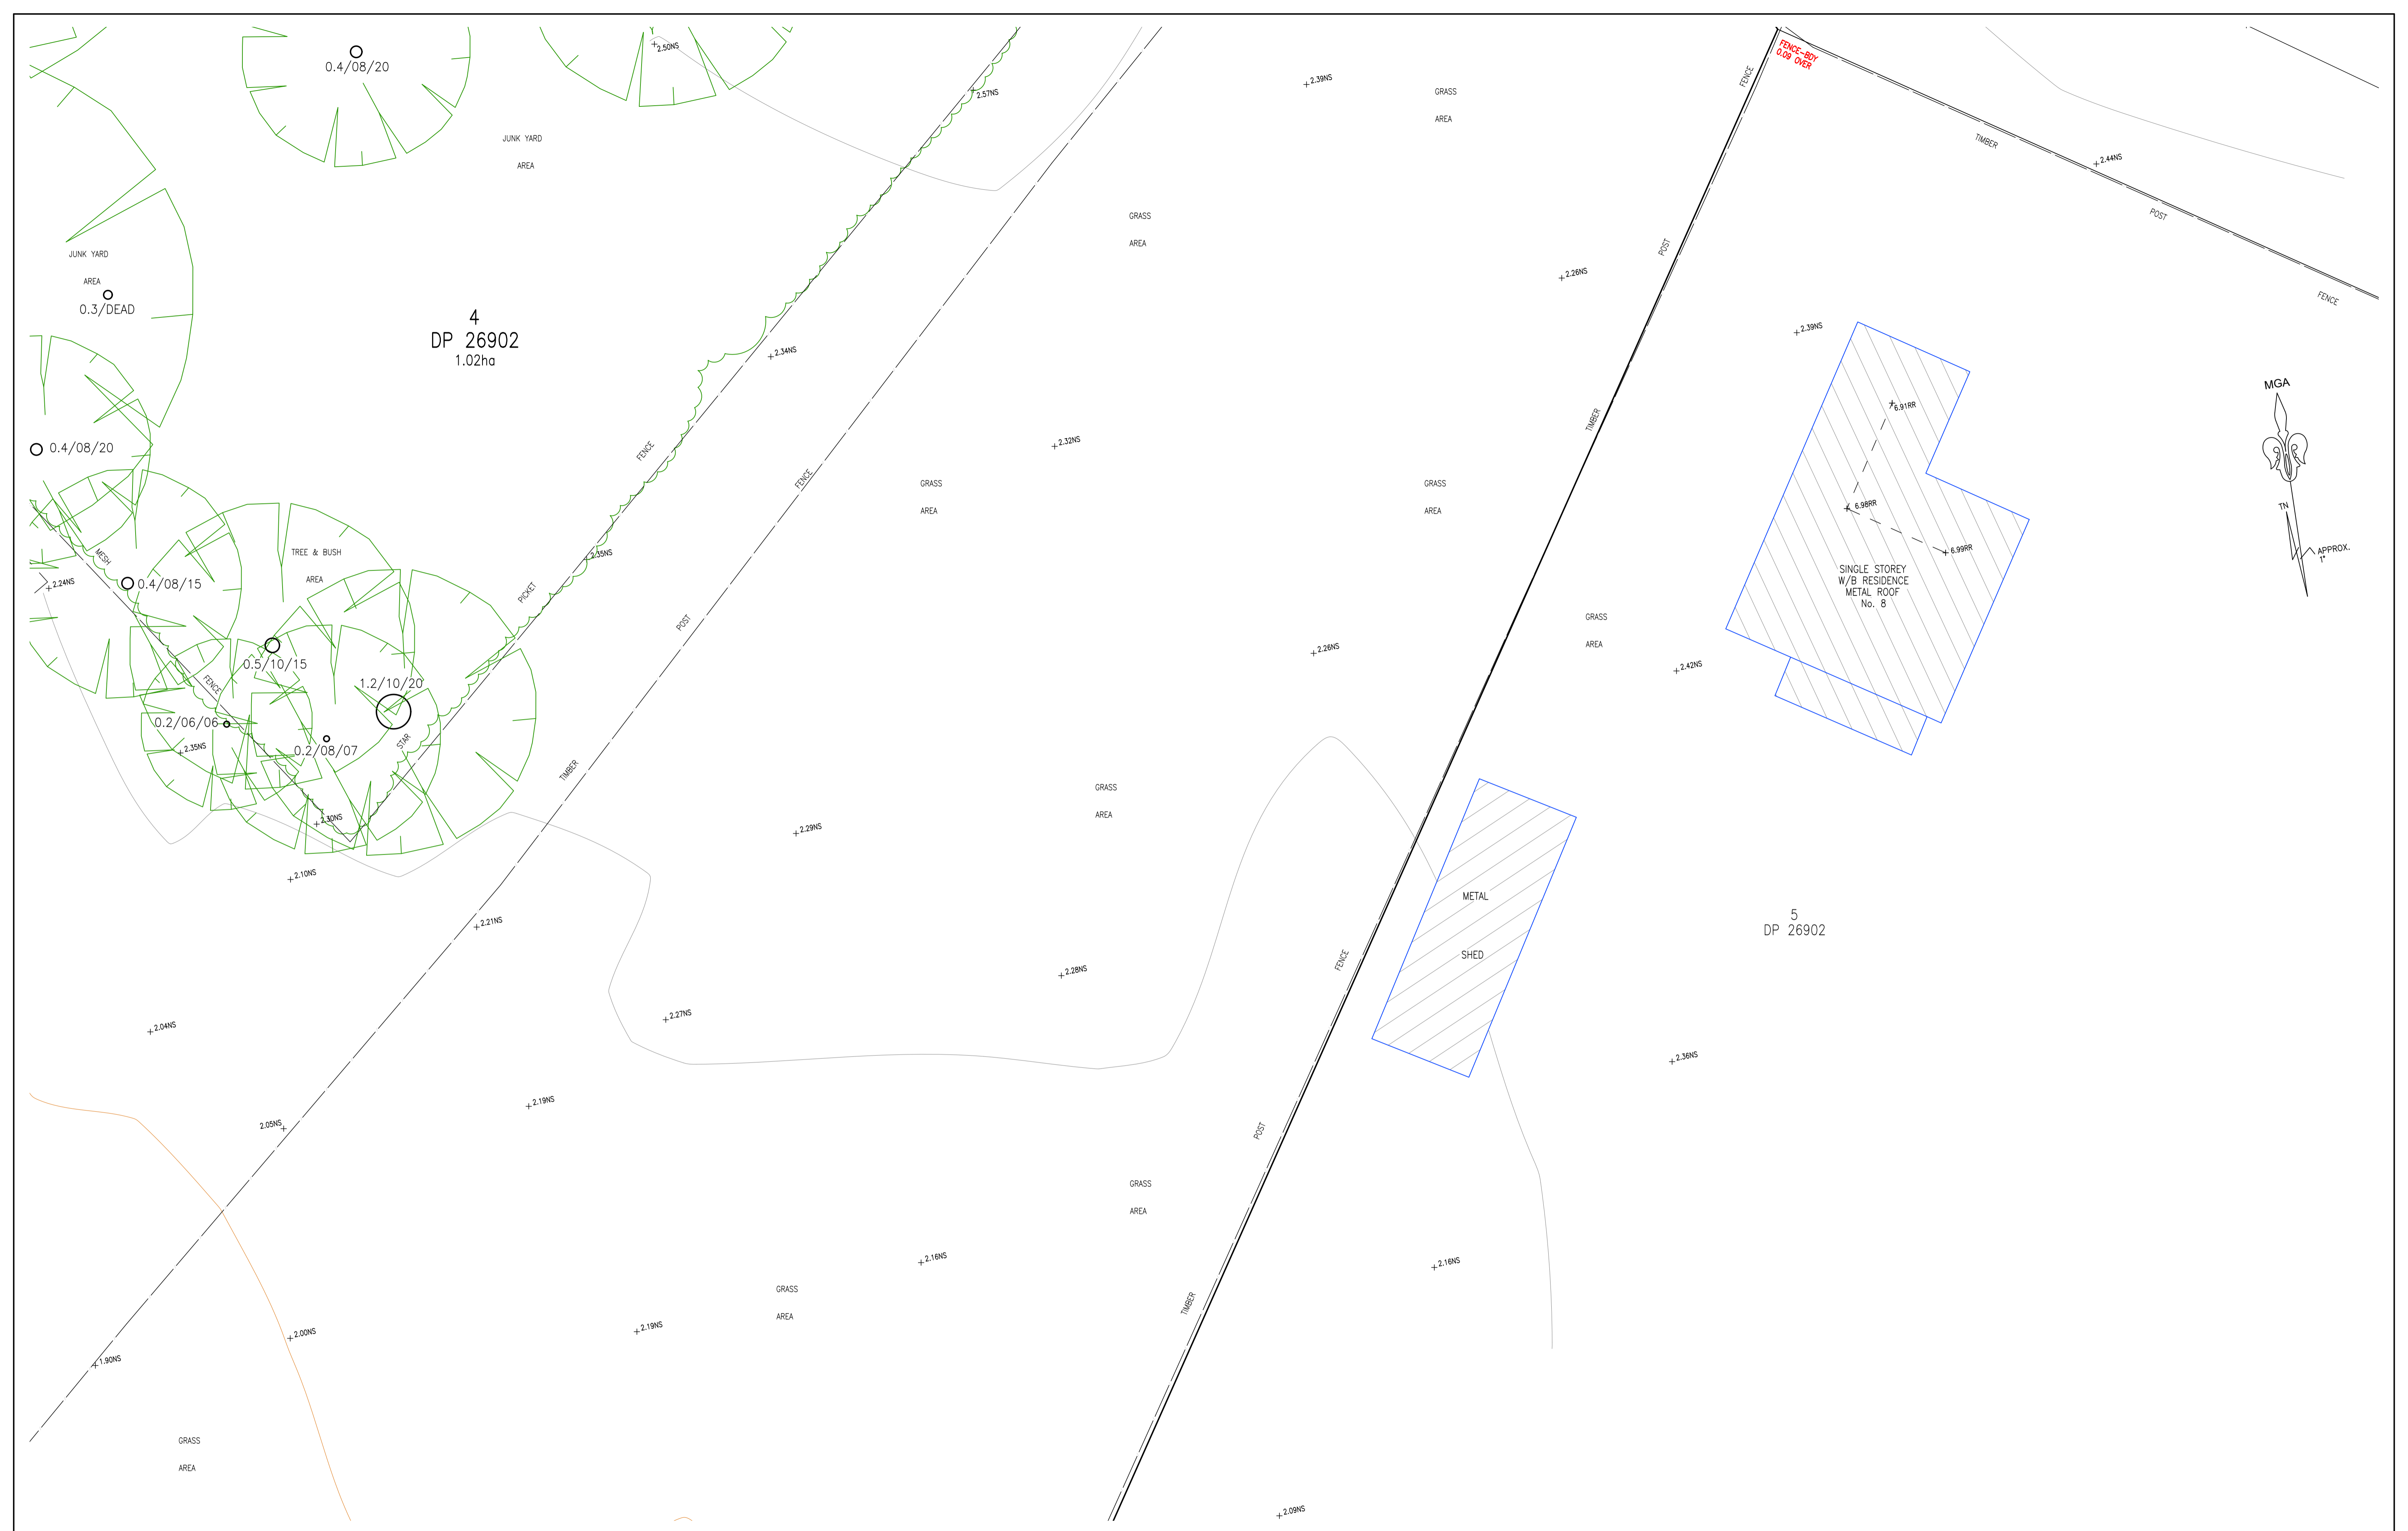 2.50NS
0.4/08/20
FENCE-BDY
0.09 OVER
FENCE
2.39NS
2.57NS
GRASS
AREA
JUNK YARD
AREA
TIMBER
2.44NS
POST
GRASS
AREA
POST
FENCE
JUNK YARD
AREA
0.3/DEAD
2.26NS
4
DP 26902
1.02ha
2.34NS
2.39NS
MGA
6.91RR
TIMBER
0.4/08/20
FENCE
2.32NS
FENCE
GRASS
AREA
GRASS
AREA
6.98RR
TN
APPROX.
1°
6.99RR
MESH
TREE & BUSH
AREA
2.35NS
2.24NS
0.4/08/15
PICKET
SINGLE STOREY
W/B RESIDENCE
METAL ROOF
No. 8
POST
GRASS
AREA
2.26NS
2.42NS
0.5/10/15
FENCE
1.2/10/20
0.2/06/06
2.35NS
0.2/08/07
STAR
TIMBER
GRASS
AREA
2.30NS
2.29NS
2.10NS
METAL
SHED
5
DP 26902
2.21NS
FENCE
2.28NS
2.27NS
2.04NS
2.36NS
2.19NS
2.05NS
POST
GRASS
AREA
2.16NS
2.16NS
GRASS
AREA
TIMBER
2.19NS
2.00NS
1.90NS
GRASS
AREA
2.09NS